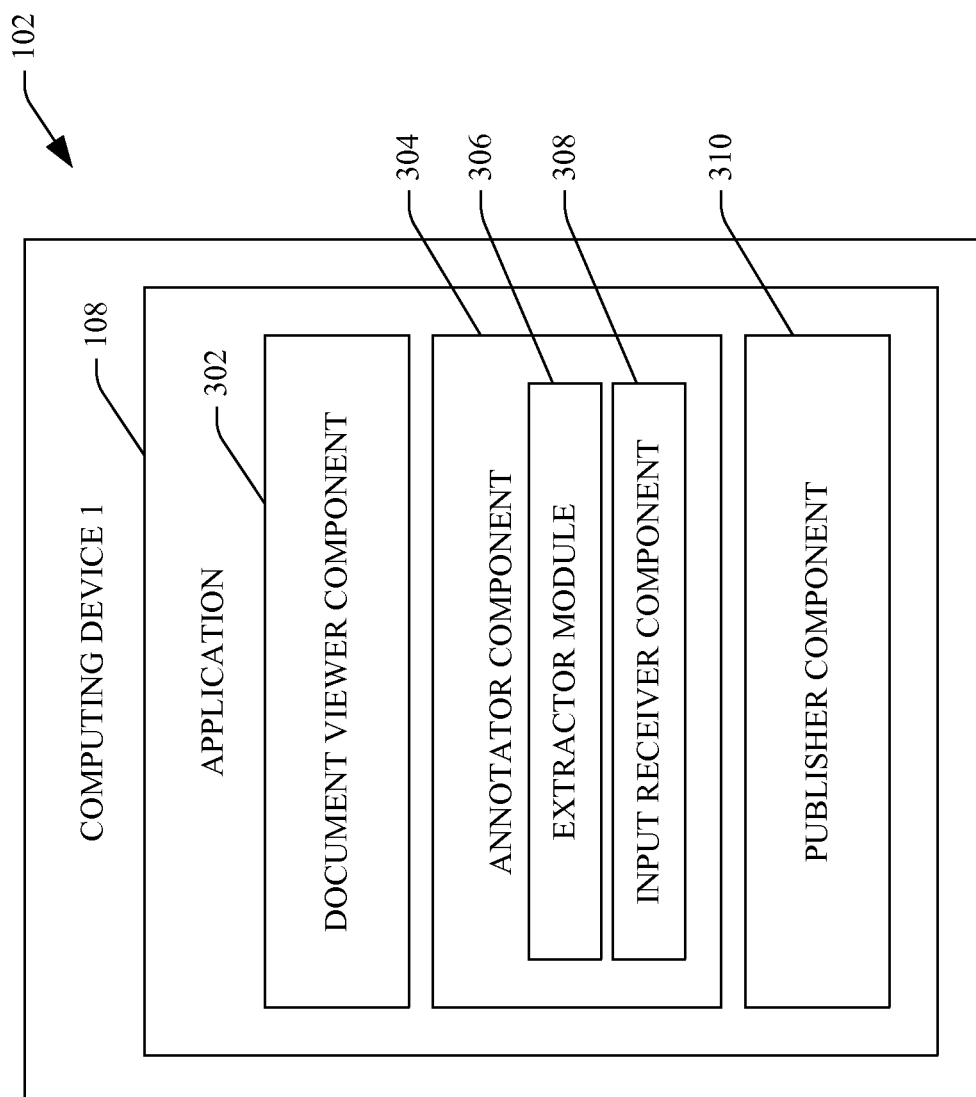 102
COMPUTING DEVICE 1
108
APPLICATION
302
DOCUMENT VIEWER COMPONENT
304
ANNOTATOR COMPONENT
306
EXTRACTOR MODULE
308
INPUT RECEIVER COMPONENT
310
PUBLISHER COMPONENT